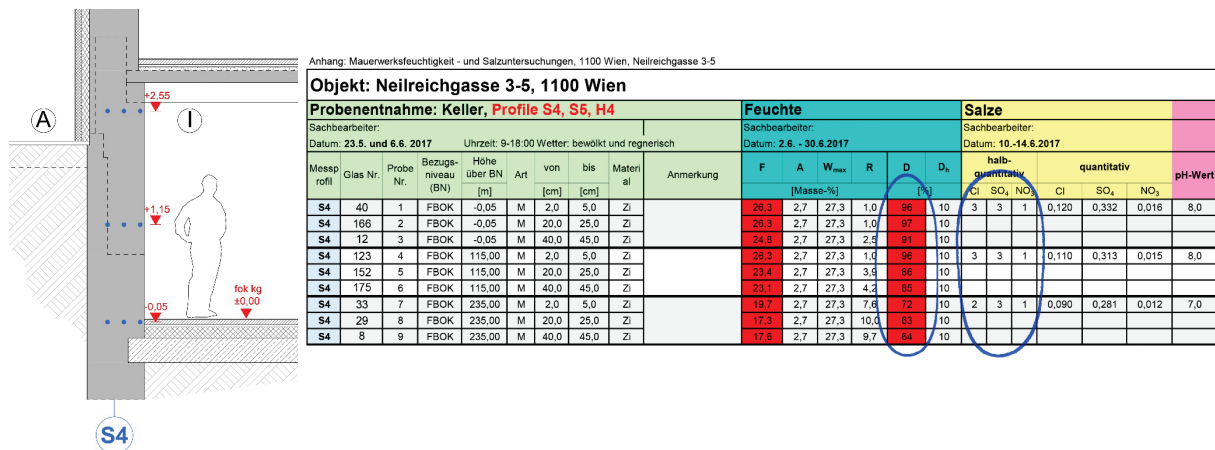 A
I
+2,55
+1,15
-0,05
fok kg
±0,00
S4
Anhang: Mauerwerksfeuchtigkeit - und Salzuntersuchungen, 1100 Wien, Neilreichgasse 3-5
Objekt: Neilreichgasse 3-5, 1100 Wien
Probenentnahme: Keller, Profile S4, S5, H4 Feuchte Salze
Sachbearbeiter: Sachbearbeiter: Sachbearbeiter:
Datum: 23.5. und 6.6. 2017 Uhrzeit: 9-18:00 Wetter: bewölkt und regnerisch Datum: 2.6. - 30.6.2017 Datum: 10.-14.6.2017
Messp rofil Glas Nr. Probe Nr. Bezugs- niveau (BN) Höhe über BN Art von bis Materi al Anmerkung F A Wmax R D Dh halb- quantitativ quantitativ pH-Wert
[m] [cm] [cm] [Masse-%] [%] Cl SO4 NO3 Cl SO4 NO3
S4 40 1 FBOK -0,05 M 2,0 5,0 Zi 26,3 2,7 27,3 1,0 96 10 3 3 1 0,120 0,332 0,016 8,0
S4 166 2 FBOK -0,05 M 20,0 25,0 Zi 26,3 2,7 27,3 1,0 97 10
S4 12 3 FBOK -0,05 M 40,0 45,0 Zi 24,8 2,7 27,3 2,5 91 10
S4 123 4 FBOK 115,00 M 2,0 5,0 Zi 26,3 2,7 27,3 1,0 96 10 3 3 1 0,110 0,313 0,015 8,0
S4 152 5 FBOK 115,00 M 20,0 25,0 Zi 23,4 2,7 27,3 3,9 86 10
S4 175 6 FBOK 115,00 M 40,0 45,0 Zi 23,1 2,7 27,3 4,2 85 10
S4 33 7 FBOK 235,00 M 2,0 5,0 Zi 19,7 2,7 27,3 7,6 72 10 2 3 1 0,090 0,281 0,012 7,0
S4 29 8 FBOK 235,00 M 20,0 25,0 Zi 17,3 2,7 27,3 10,0 63 10
S4 8 9 FBOK 235,00 M 40,0 45,0 Zi 17,6 2,7 27,3 9,7 64 10